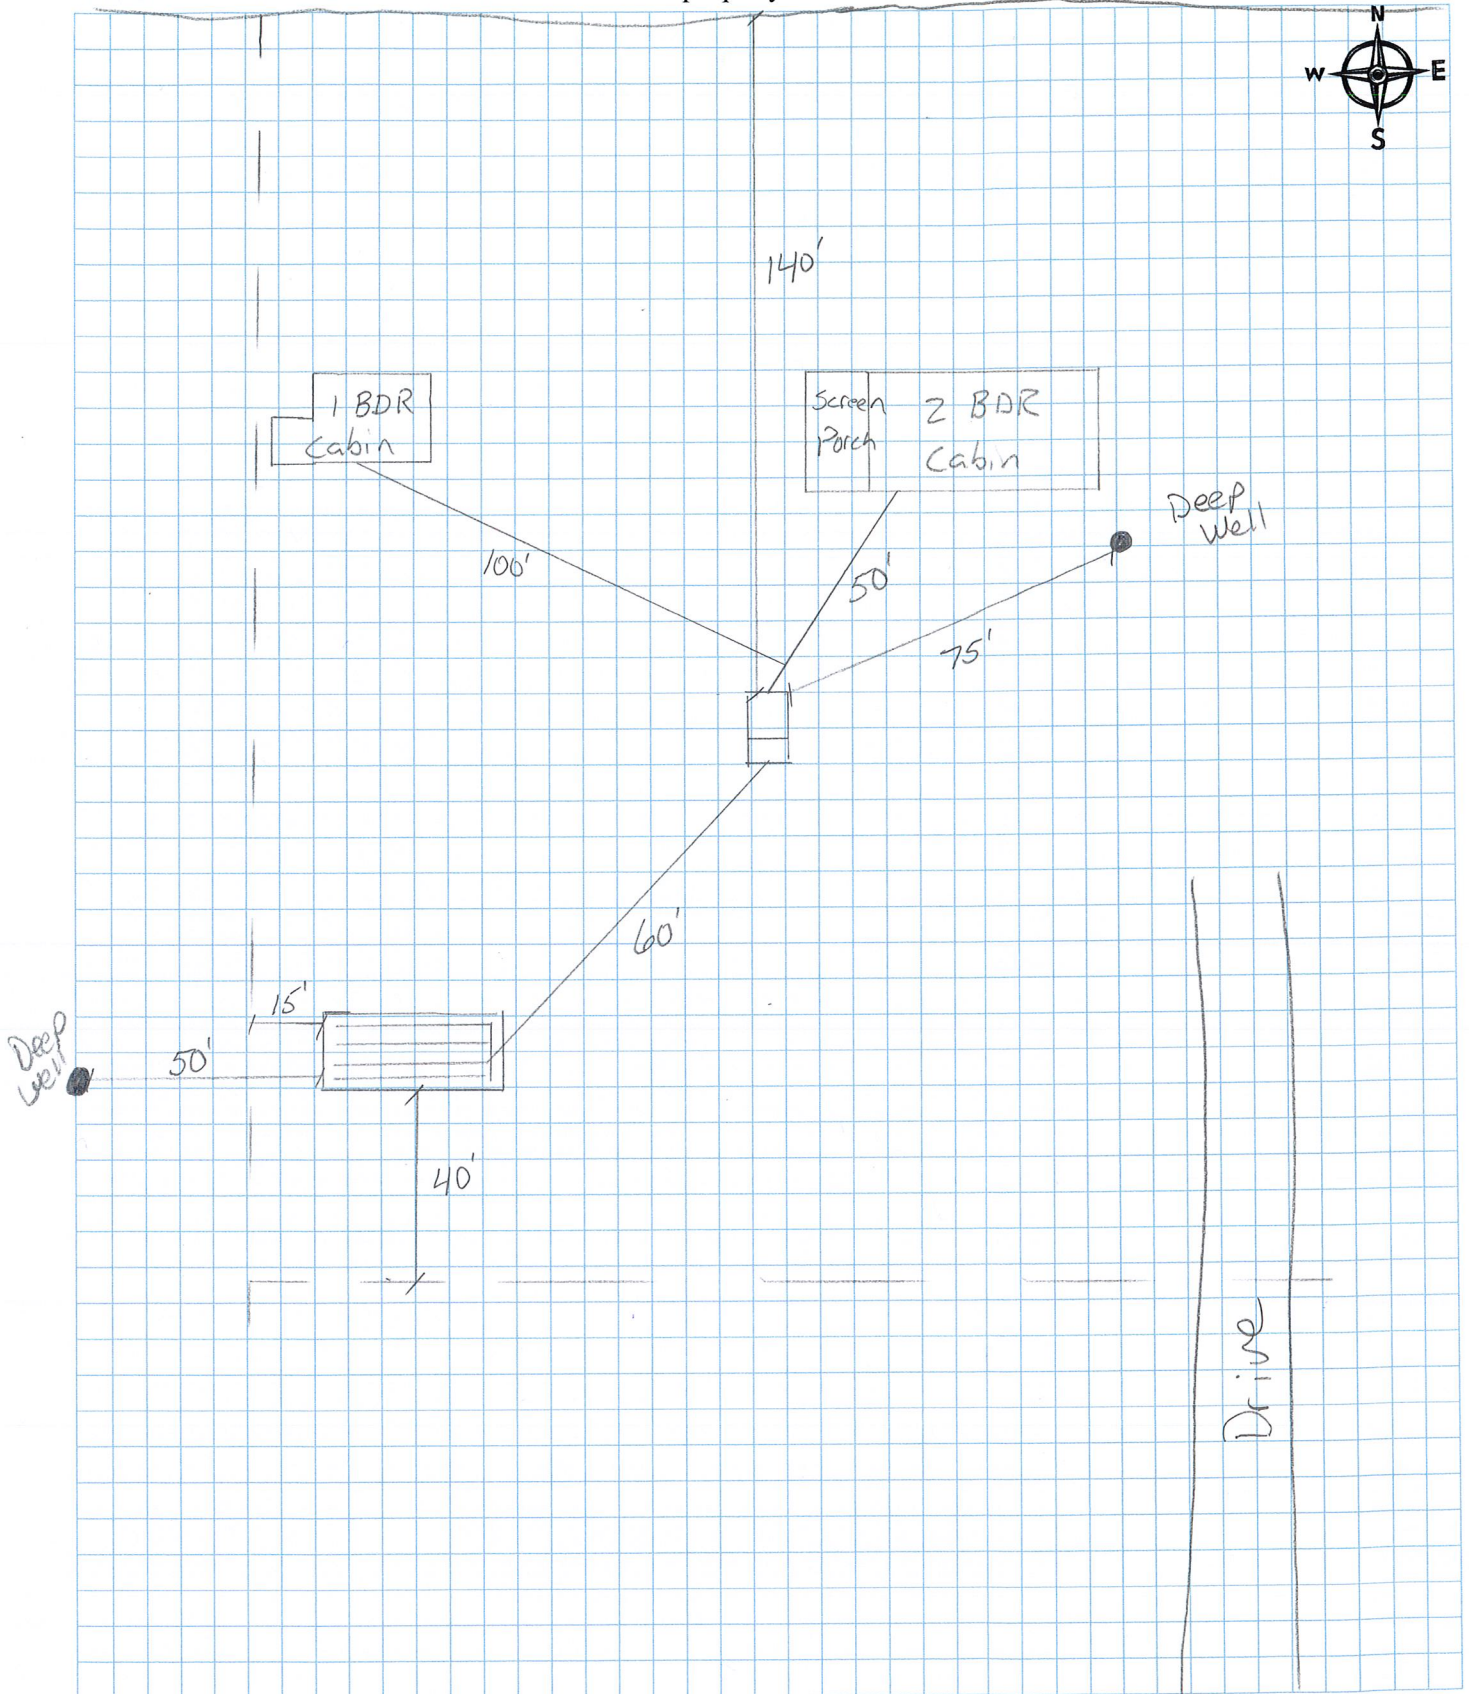 N
W E
S
140'
1 BDR
Cabin
Screen
Porch
2 BDR
Cabin
Deep
Well
100'
50'
75'
60'
15'
Deep
Well
50'
40'
Drive